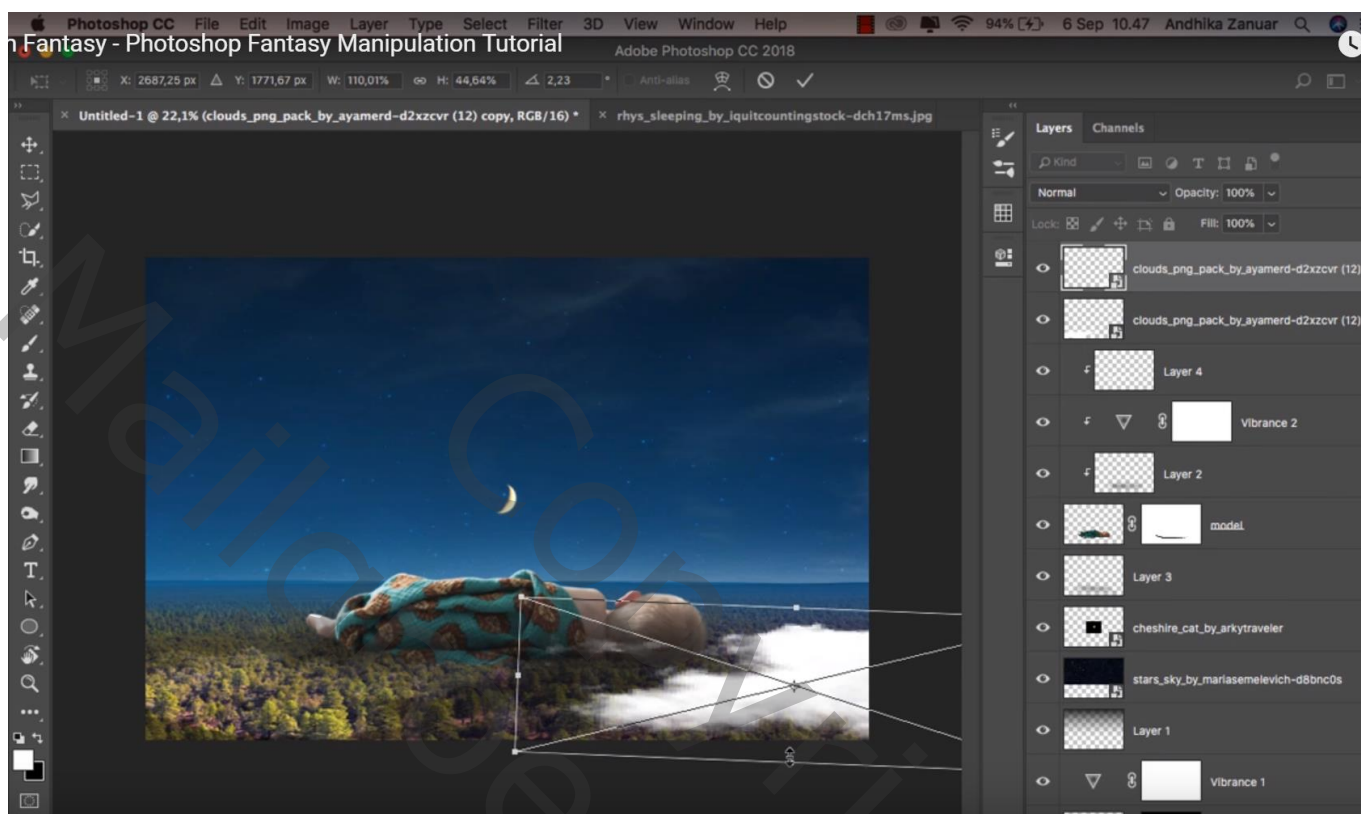 Photoshop CC File Edit Image Layer Type Select Filter 3D View Window Help 94% 6 Sep 10.47 Andhika Zanuar
n Fantasy - Photoshop Fantasy Manipulation Tutorial
Adobe Photoshop CC 2018
X: 2687,25 px Y: 1771,67 px W: 110,01% H: 44,64% 2,23 ° Anti-alias
× Untitled-1 @ 22,1% (clouds_png_pack_by_ayamerd-d2xzcvr (12) copy, RGB/16) * × rhys_sleeping_by_iquitcountingstock-dch17ms.jpg
Layers Channels
Kind
Normal Opacity: 100%
Lock: Fill: 100%
clouds_png_pack_by_ayamerd-d2xzcvr (12)
clouds_png_pack_by_ayamerd-d2xzcvr (12)
Layer 4
Vibrance 2
Layer 2
model
Layer 3
cheshire_cat_by_arkytraveler
stars_sky_by_mariasemelevich-d8bnc0s
Layer 1
Vibrance 1